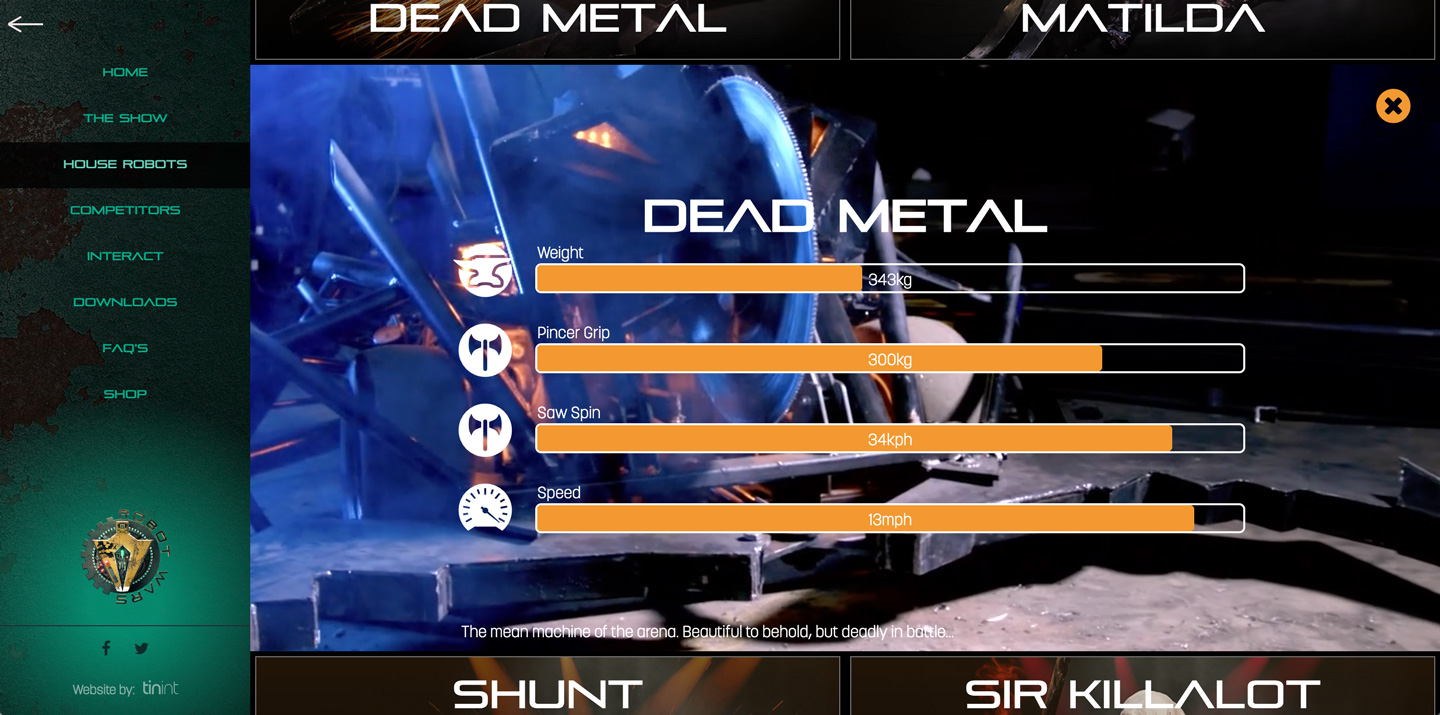 HOME
THE SHOW
HOUSE ROBOTS
COMPETITORS
INTERACT
DOWNLOADS
FAQ'S
SHOP
ROBOT WARS
Website by: tinint
DEAD METAL
MATILDA
DEAD METAL
Weight
343kg
Pincer Grip
300kg
Saw Spin
34kph
Speed
13mph
The mean machine of the arena. Beautiful to behold, but deadly in battle...
SHUNT
SIR KILLALOT